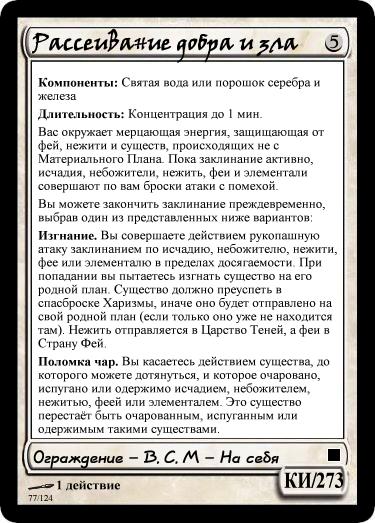 Рассеивание добра и зла 5
Компоненты: Святая вода или порошок серебра и
железа
Длительность: Концентрация до 1 мин.
Вас окружает мерцающая энергия, защищающая от
фей, нежити и существ, происходящих не с
Материального Плана. Пока заклинание активно,
исчадия, небожители, нежить, феи и элементали
совершают по вам броски атаки с помехой.
Вы можете закончить заклинание преждевременно,
выбрав один из представленных ниже вариантов:
Изгнание. Вы совершаете действием рукопашную
атаку заклинанием по исчадию, небожителю, нежити,
фее или элементалю в пределах досягаемости. При
попадании вы пытаетесь изгнать существо на его
родной план. Существо должно преуспеть в
спасброске Харизмы, иначе оно будет отправлено на
свой родной план (если только оно уже не находится
там). Нежить отправляется в Царство Теней, а феи в
Страну Фей.
Поломка чар. Вы касаетесь действием существа, до
которого можете дотянуться, и которое очаровано,
испугано или одержимо исчадием, небожителем,
нежитью, феей или элементалем. Это существо
перестаёт быть очарованным, испуганным или
одержимым такими существами.
Ограждение – В, С, М – На себя
КИ/273
1 действие
77/124